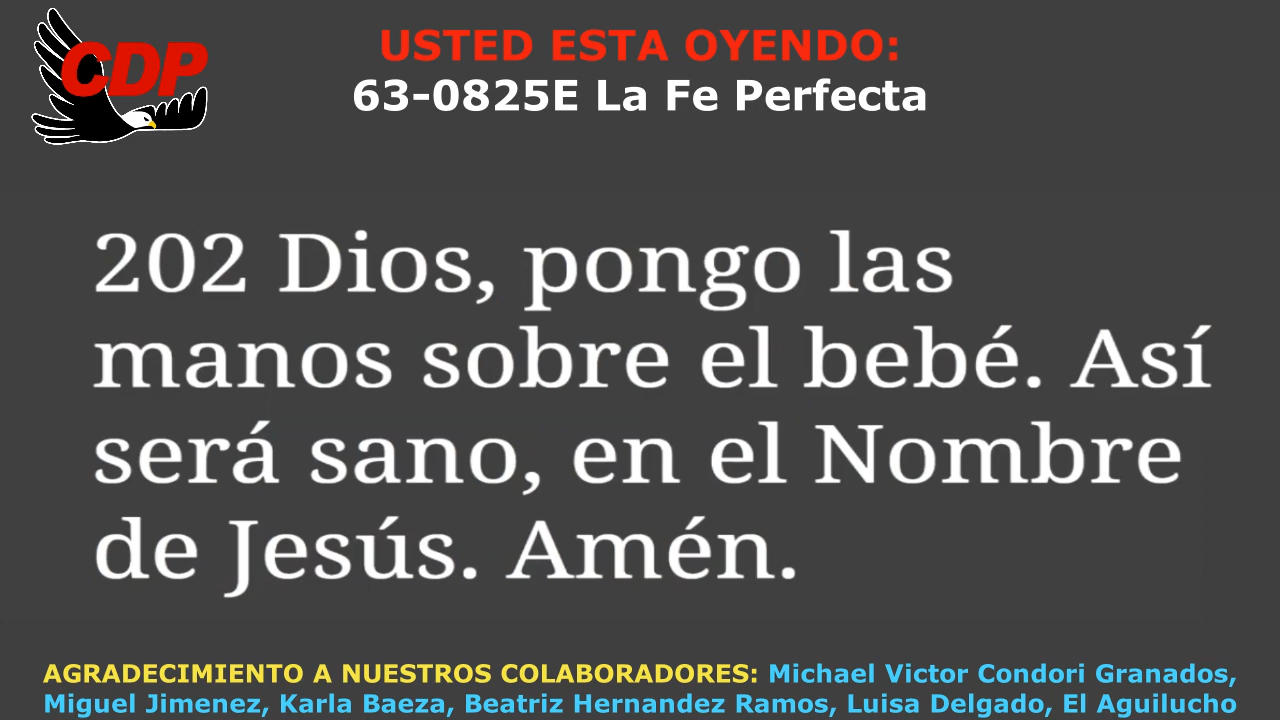 CDP
USTED ESTA OYENDO:
63-0825E La Fe Perfecta
202 Dios, pongo las
manos sobre el bebé. Así
será sano, en el Nombre
de Jesús. Amén.
AGRADECIMIENTO A NUESTROS COLABORADORES: Michael Victor Condori Granados,
Miguel Jimenez, Karla Baeza, Beatriz Hernandez Ramos, Luisa Delgado, El Aguilucho